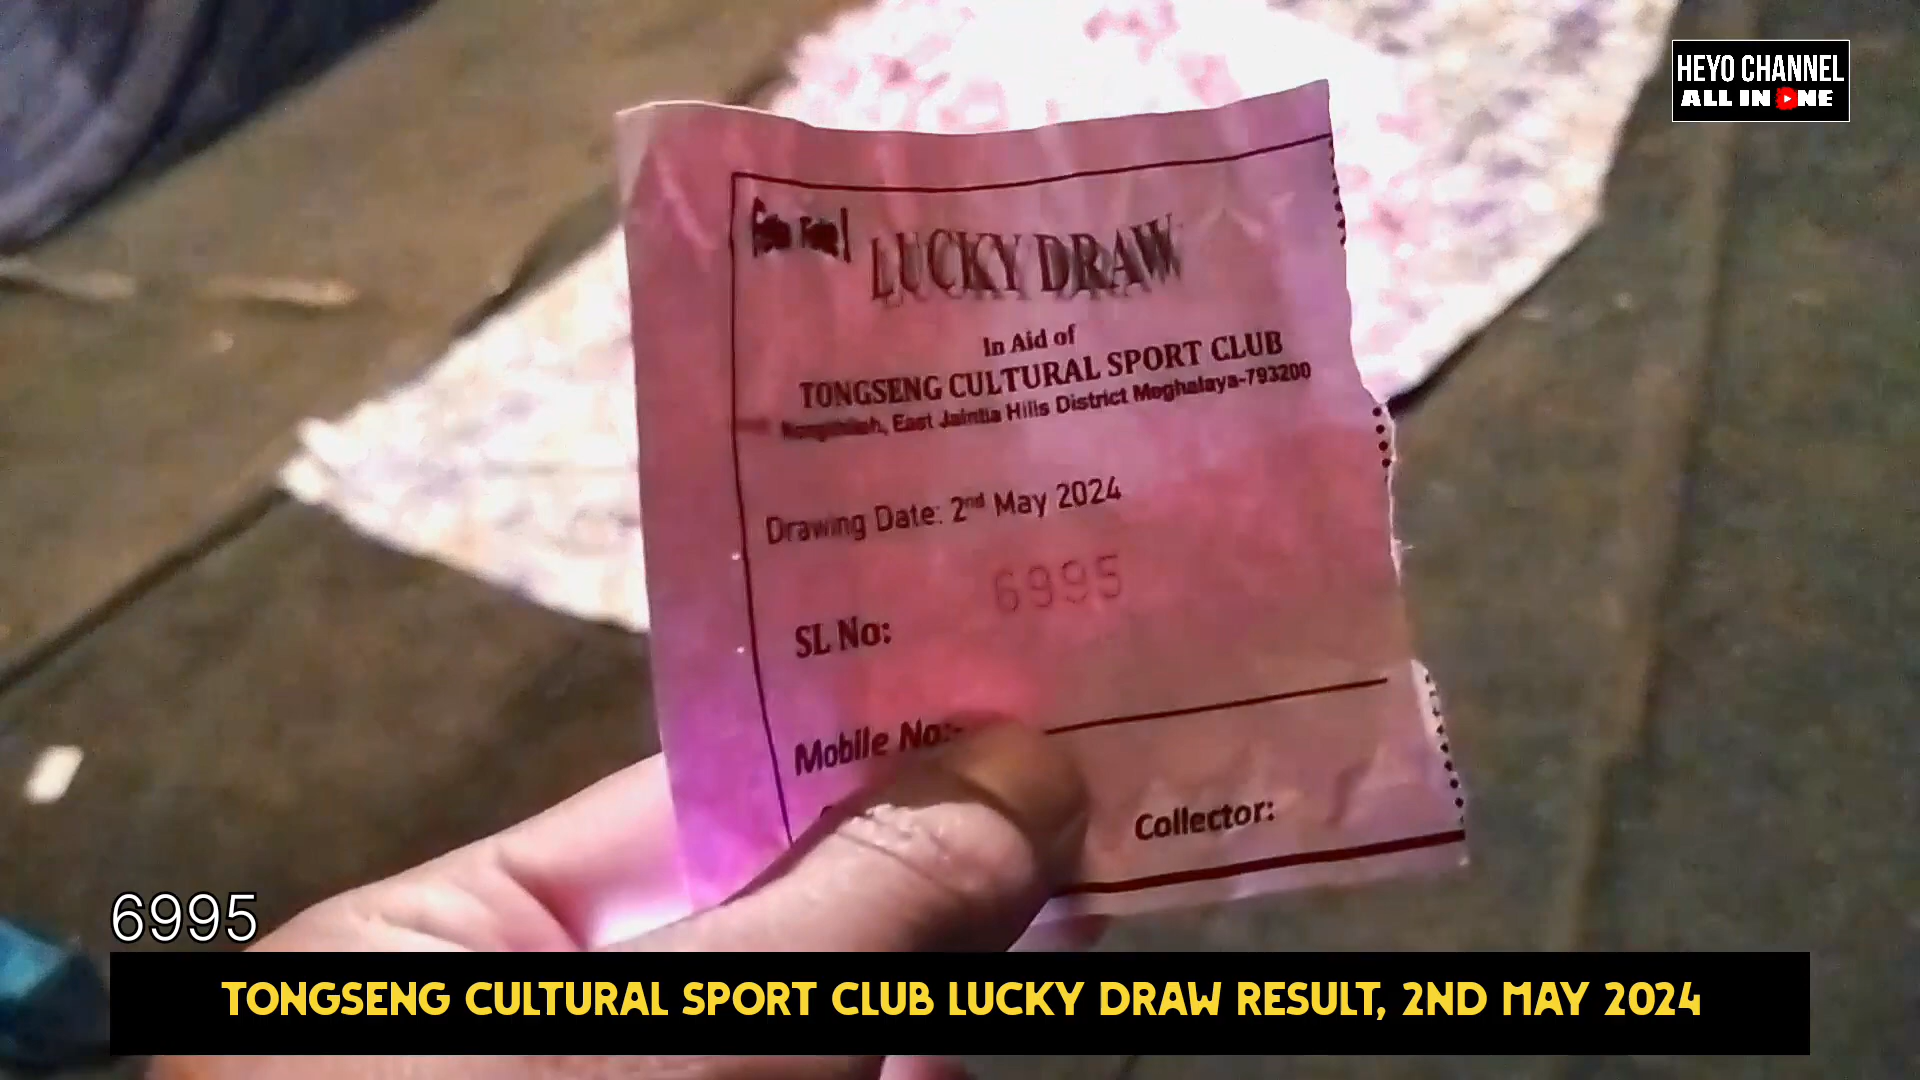 HEYO CHANNEL
ALL IN ONE
LUCKY DRAW
In Aid of
TONGSENG CULTURAL SPORT CLUB
East Jaintia Hills District Meghalaya-793200
Drawing Date: 2nd May 2024
6995
SL No:
Mobile No:-
Collector:
6995
TONGSENG CULTURAL SPORT CLUB LUCKY DRAW RESULT, 2ND MAY 2024